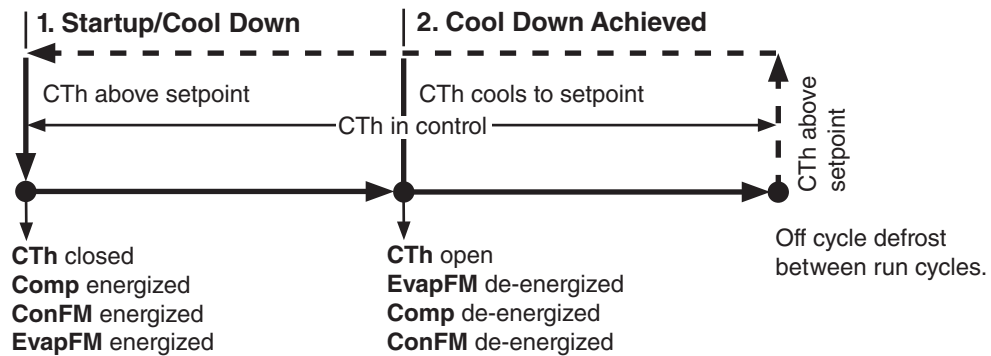 1. Startup/Cool Down
2. Cool Down Achieved
CTh above setpoint
CTh cools to setpoint
CTh in control
CTh above
setpoint
CTh closed
Comp energized
ConFM energized
EvapFM energized
CTh open
EvapFM de-energized
Comp de-energized
ConFM de-energized
Off cycle defrost
between run cycles.